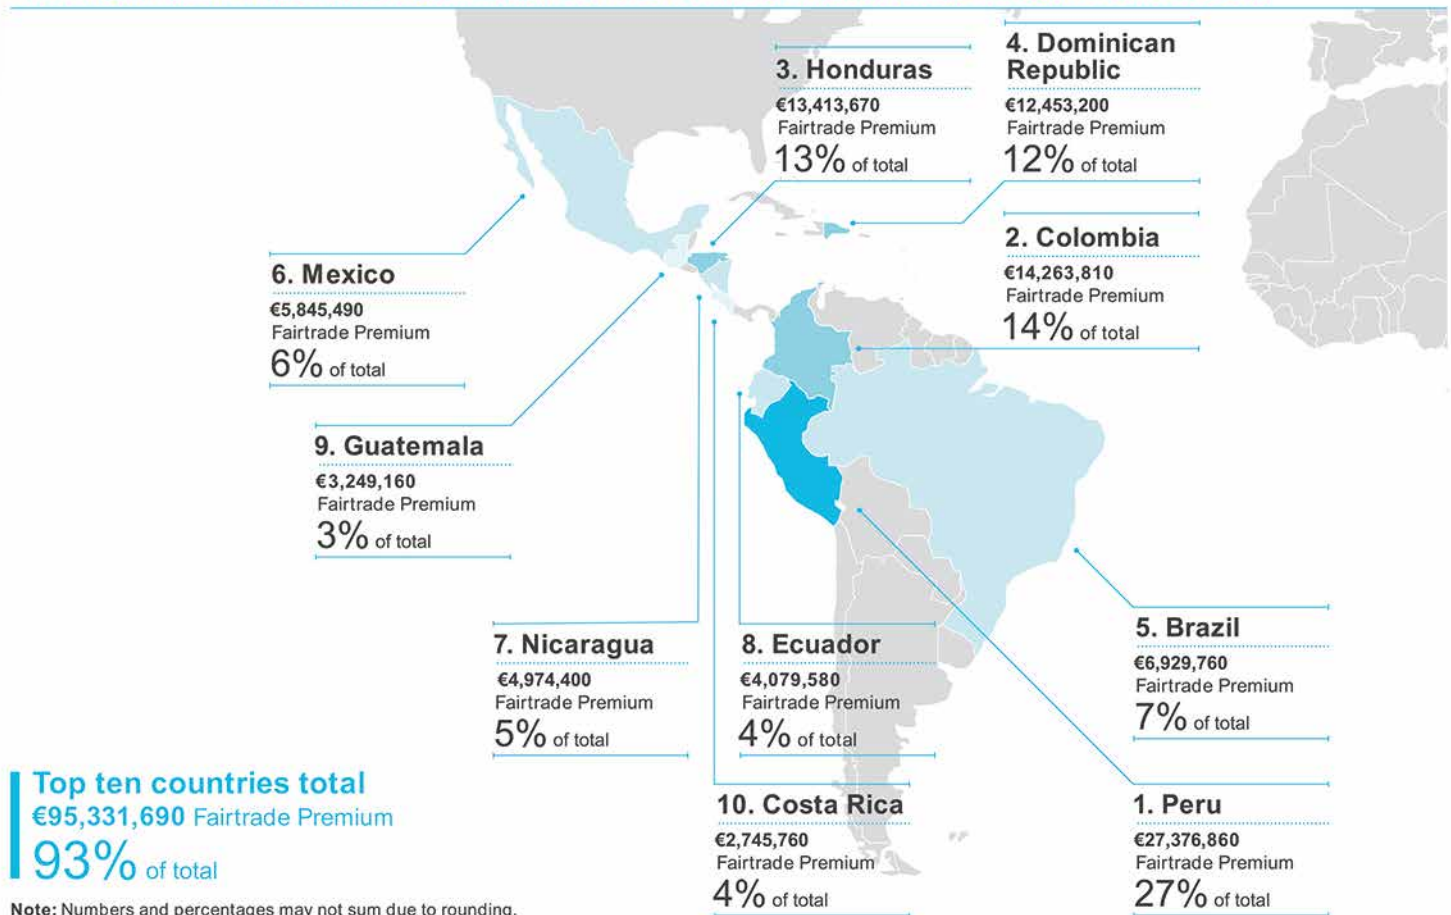 3. Honduras
€13,413,670
Fairtrade Premium
13% of total
4. Dominican
Republic
€12,453,200
Fairtrade Premium
12% of total
2. Colombia
€14,263,810
Fairtrade Premium
14% of total
6. Mexico
€5,845,490
Fairtrade Premium
6% of total
9. Guatemala
€3,249,160
Fairtrade Premium
3% of total
7. Nicaragua
€4,974,400
Fairtrade Premium
5% of total
8. Ecuador
€4,079,580
Fairtrade Premium
4% of total
5. Brazil
€6,929,760
Fairtrade Premium
7% of total
10. Costa Rica
€2,745,760
Fairtrade Premium
4% of total
1. Peru
€27,376,860
Fairtrade Premium
27% of total
Top ten countries total
€95,331,690 Fairtrade Premium
93% of total
Note: Numbers and percentages may not sum due to rounding.